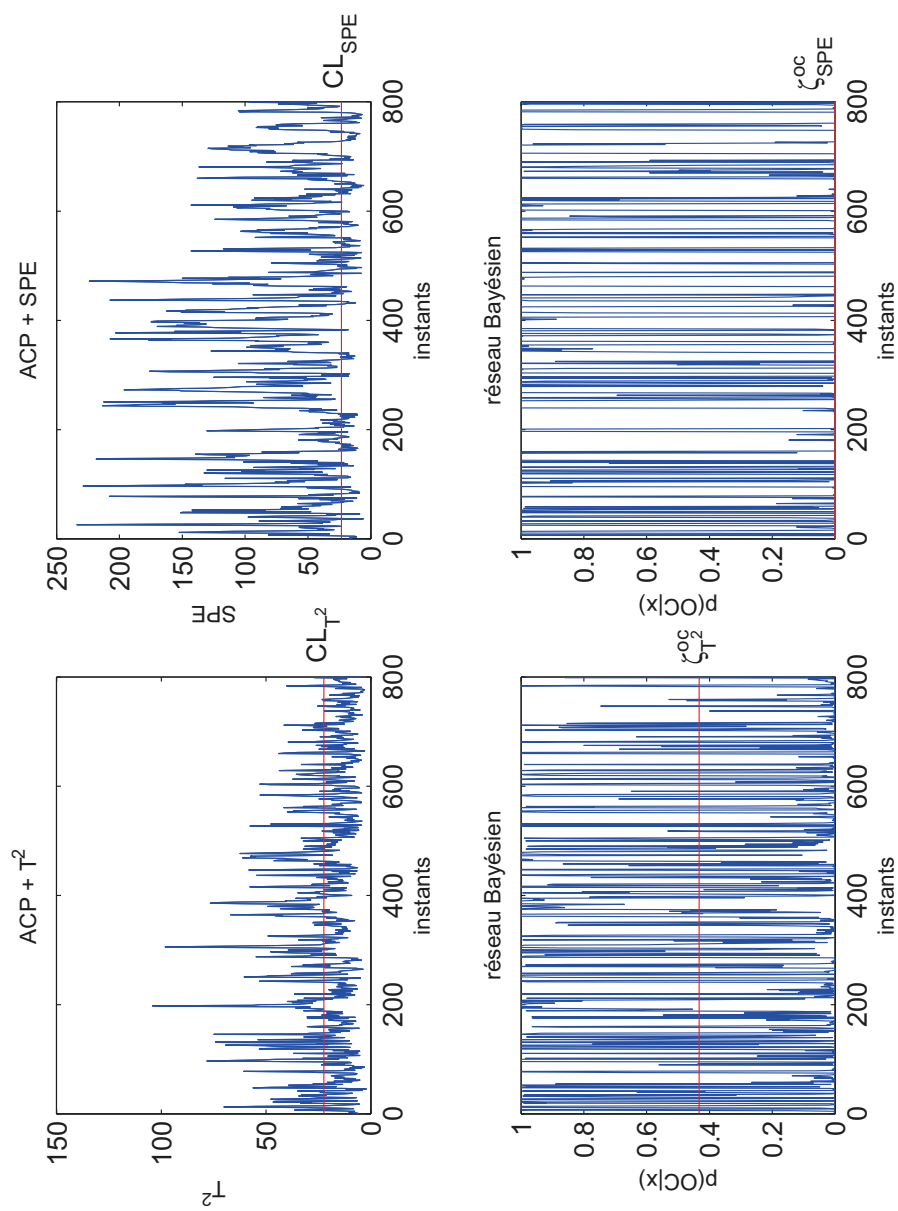 ACP + T²
T²
150
100
50
0
0
200
400
600
800
instants
CL_T²
ACP + SPE
SPE
250
200
150
100
50
0
0
200
400
600
800
instants
CL_SPE
réseau Bayésien
p(OC|x)
1
0.8
0.6
0.4
0.2
0
0
200
400
600
800
instants
ζ^oc_T²
réseau Bayésien
p(OC|x)
1
0.8
0.6
0.4
0.2
0
0
200
400
600
800
instants
ζ^oc_SPE